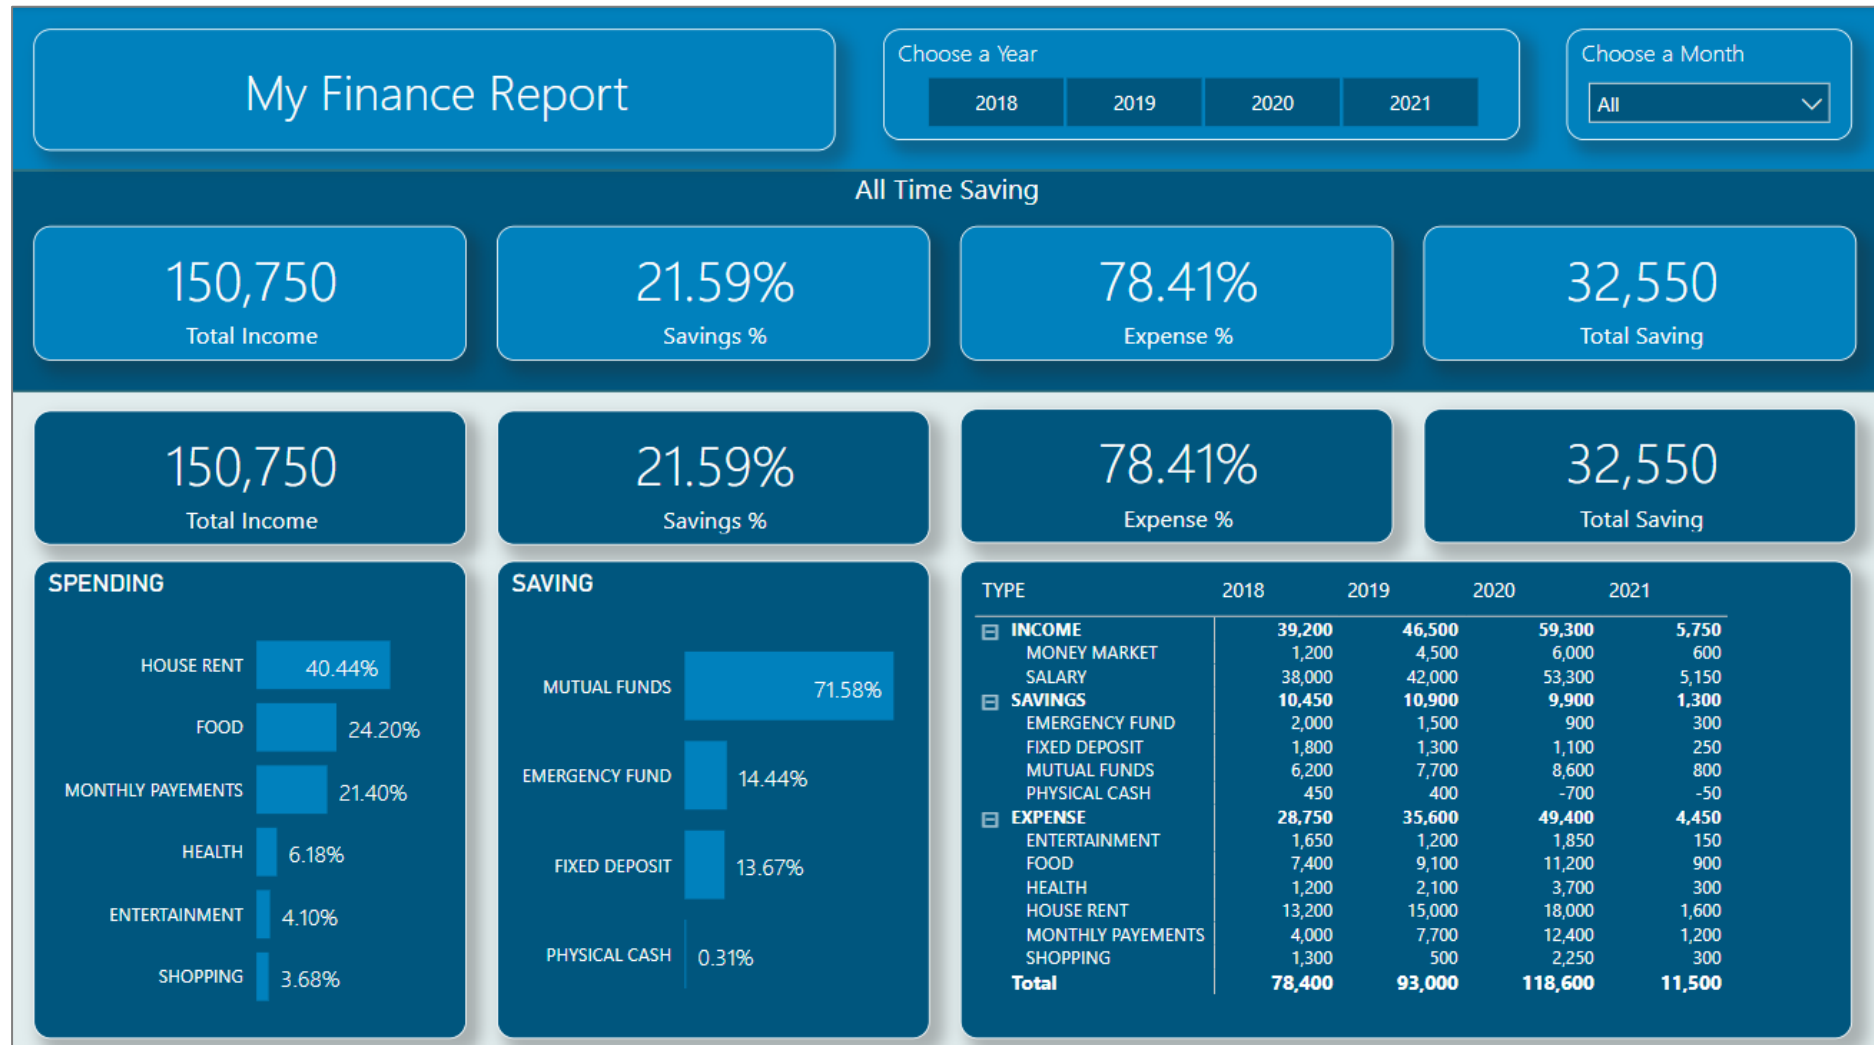 My Finance Report
Choose a Year
2018 2019 2020 2021
Choose a Month
All
All Time Saving
150,750
Total Income
21.59%
Savings %
78.41%
Expense %
32,550
Total Saving
150,750
Total Income
21.59%
Savings %
78.41%
Expense %
32,550
Total Saving
SPENDING
HOUSE RENT 40.44%
FOOD 24.20%
MONTHLY PAYEMENTS 21.40%
HEALTH 6.18%
ENTERTAINMENT 4.10%
SHOPPING 3.68%
SAVING
MUTUAL FUNDS 71.58%
EMERGENCY FUND 14.44%
FIXED DEPOSIT 13.67%
PHYSICAL CASH 0.31%
TYPE 2018 2019 2020 2021
INCOME 39,200 46,500 59,300 5,750
MONEY MARKET 1,200 4,500 6,000 600
SALARY 38,000 42,000 53,300 5,150
SAVINGS 10,450 10,900 9,900 1,300
EMERGENCY FUND 2,000 1,500 900 300
FIXED DEPOSIT 1,800 1,300 1,100 250
MUTUAL FUNDS 6,200 7,700 8,600 800
PHYSICAL CASH 450 400 -700 -50
EXPENSE 28,750 35,600 49,400 4,450
ENTERTAINMENT 1,650 1,200 1,850 150
FOOD 7,400 9,100 11,200 900
HEALTH 1,200 2,100 3,700 300
HOUSE RENT 13,200 15,000 18,000 1,600
MONTHLY PAYEMENTS 4,000 7,700 12,400 1,200
SHOPPING 1,300 500 2,250 300
Total 78,400 93,000 118,600 11,500